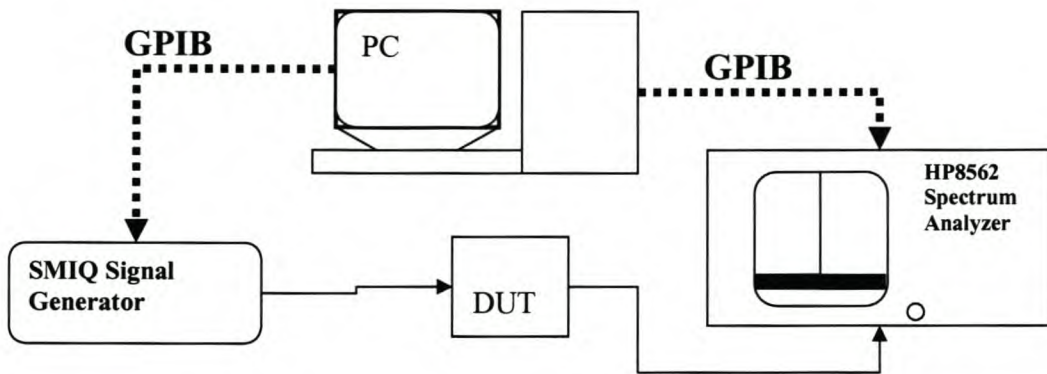 GPIB
PC
GPIB
HP8562
Spectrum
Analyzer
SMIQ Signal
Generator
DUT